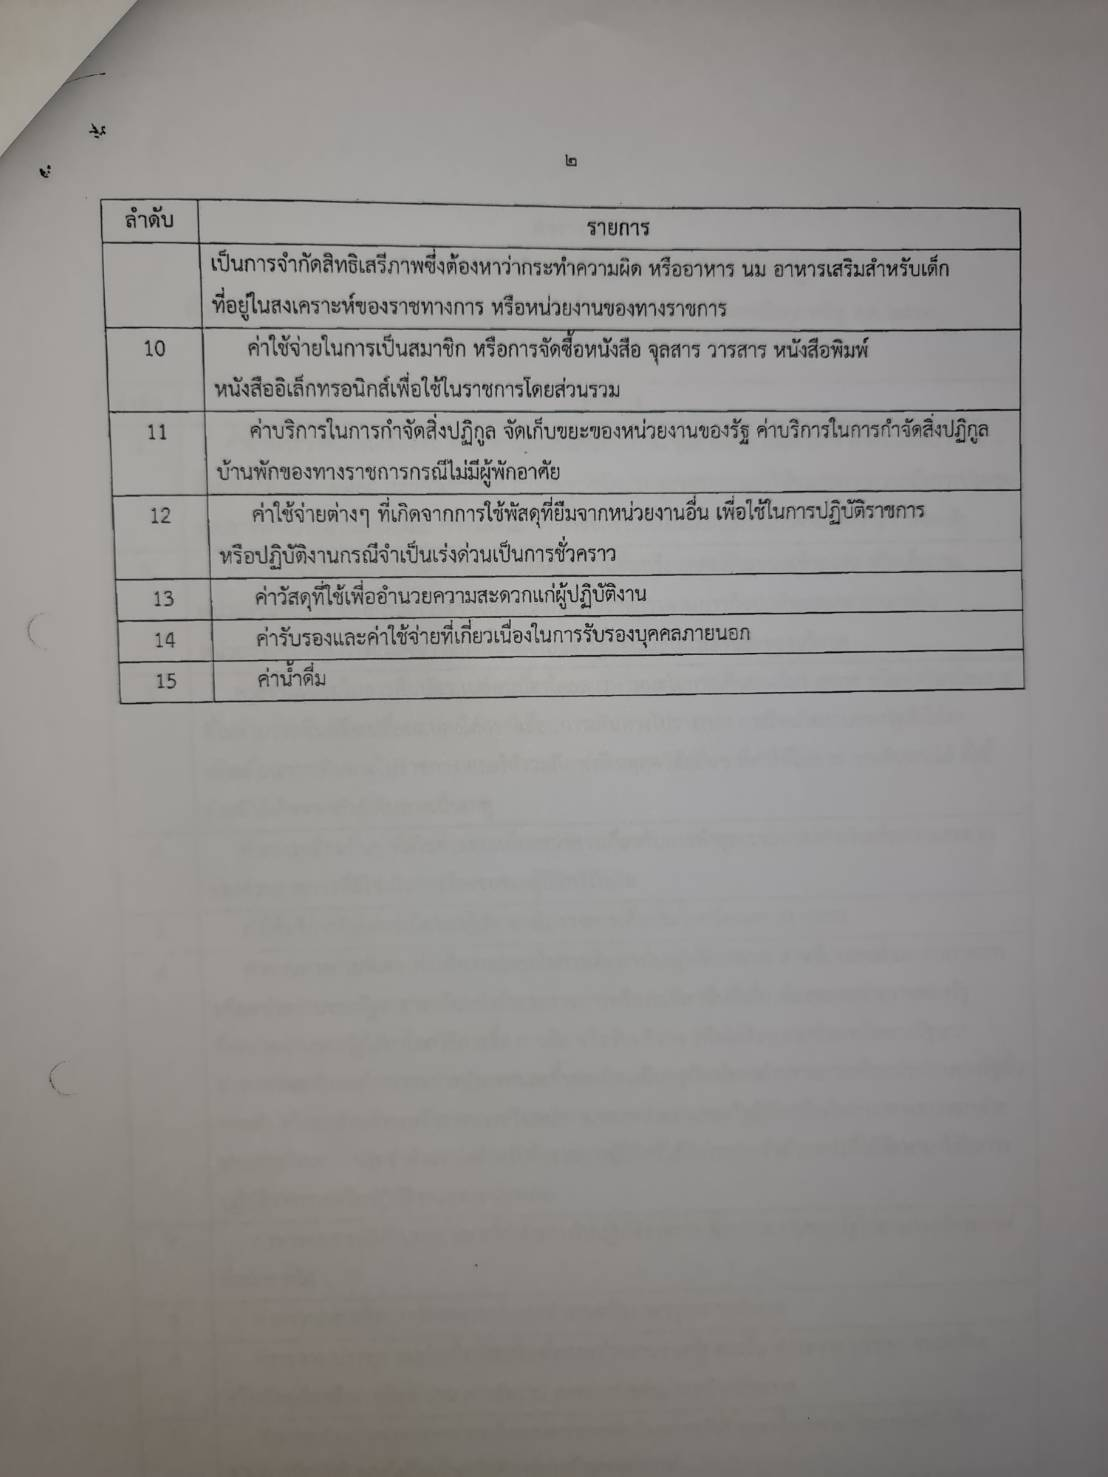 ๒
ลำดับ
รายการ
เป็นการจำกัดสิทธิเสรีภาพซึ่งต้องหาว่ากระทำความผิด หรืออาหาร นม อาหารเสริมสำหรับเด็ก
ที่อยู่ในสงเคราะห์ของราชทางการ หรือหน่วยงานของทางราชการ
10 ค่าใช้จ่ายในการเป็นสมาชิก หรือการจัดซื้อหนังสือ จุลสาร วารสาร หนังสือพิมพ์
หนังสืออิเล็กทรอนิกส์เพื่อใช้ในราชการโดยส่วนรวม
11 ค่าบริการในการกำจัดสิ่งปฏิกูล จัดเก็บขยะของหน่วยงานของรัฐ ค่าบริการในการกำจัดสิ่งปฏิกูล
บ้านพักของทางราชการกรณีไม่มีผู้พักอาศัย
12 ค่าใช้จ่ายต่างๆ ที่เกิดจากการใช้พัสดุที่ยืมจากหน่วยงานอื่น เพื่อใช้ในการปฏิบัติราชการ
หรือปฏิบัติงานกรณีจำเป็นเร่งด่วนเป็นการชั่วคราว
13 ค่าวัสดุที่ใช้เพื่ออำนวยความสะดวกแก่ผู้ปฏิบัติงาน
14 ค่ารับรองและค่าใช้จ่ายที่เกี่ยวเนื่องในการรับรองบุคคลภายนอก
15 ค่าน้ำดื่ม